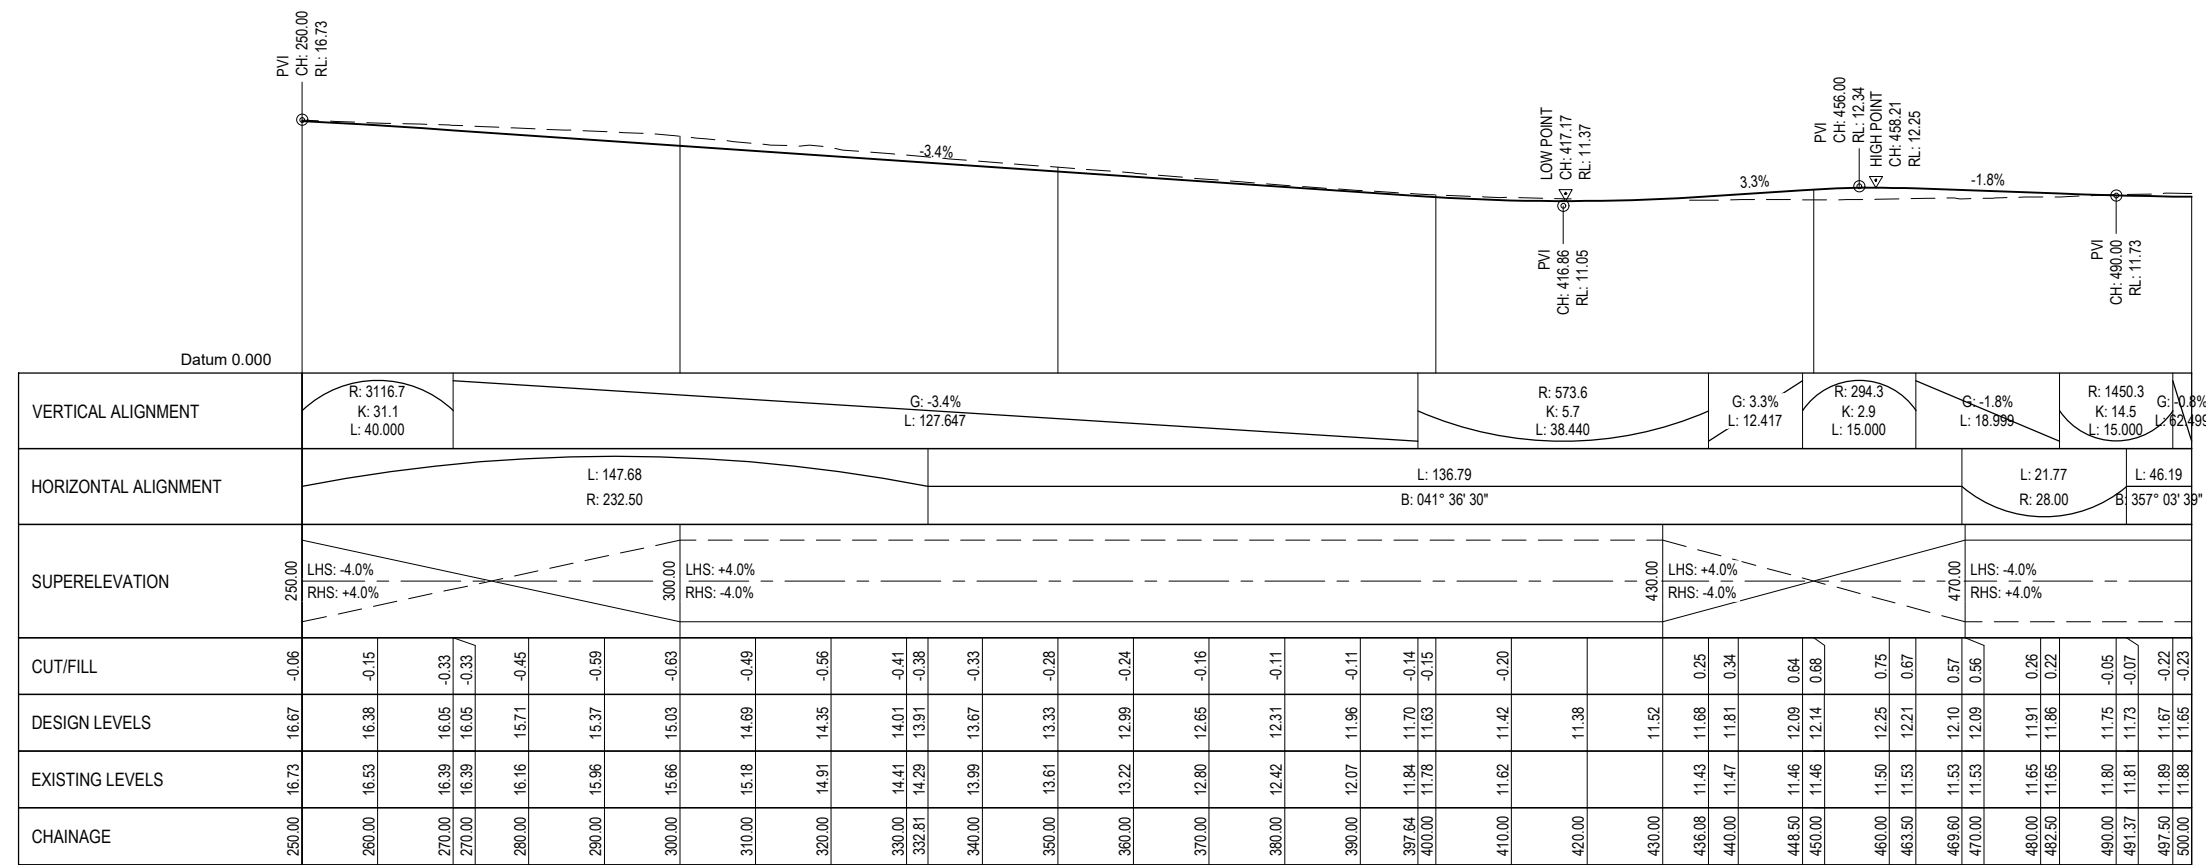 PVI
CH: 250.00
RL: 16.73
-3.4%
LOW POINT
CH: 417.17
RL: 11.37
PVI
CH: 416.86
RL: 11.05
3.3%
PVI
CH: 456.00
RL: 12.34
HIGH POINT
CH: 458.21
RL: 12.25
-1.8%
PVI
CH: 490.00
RL: 11.73
Datum 0.000
VERTICAL ALIGNMENT
R: 3116.7
K: 31.1
L: 40.000
G: -3.4%
L: 127.647
R: 573.6
K: 5.7
L: 38.440
G: 3.3%
L: 12.417
R: 294.3
K: 2.9
L: 15.000
G: -1.8%
L: 18.999
R: 1450.3
K: 14.5
L: 15.000
G: -0.8%
L: 62.499
HORIZONTAL ALIGNMENT
L: 147.68
R: 232.50
L: 136.79
B: 041° 36' 30"
L: 21.77
R: 28.00
L: 46.19
B: 357° 03' 39"
SUPERELEVATION
250.00
LHS: -4.0%
RHS: +4.0%
300.00
LHS: +4.0%
RHS: -4.0%
430.00
LHS: +4.0%
RHS: -4.0%
470.00
LHS: -4.0%
RHS: +4.0%
CUT/FILL -0.06 -0.15 -0.33 -0.33 -0.45 -0.59 -0.63 -0.49 -0.56 -0.41 -0.38 -0.33 -0.28 -0.24 -0.16 -0.11 -0.11 -0.14 -0.15 -0.20 0.25 0.34 0.64 0.68 0.75 0.67 0.57 0.56 0.26 0.22 -0.05 -0.07 -0.22 -0.23
DESIGN LEVELS 16.67 16.38 16.05 16.05 15.71 15.37 15.03 14.69 14.35 14.01 13.91 13.67 13.33 12.99 12.65 12.31 11.96 11.70 11.63 11.42 11.38 11.52 11.68 11.81 12.09 12.14 12.25 12.21 12.10 12.09 11.91 11.86 11.75 11.73 11.67 11.65
EXISTING LEVELS 16.73 16.53 16.39 16.39 16.16 15.96 15.66 15.18 14.91 14.41 14.29 13.99 13.61 13.22 12.80 12.42 12.07 11.84 11.78 11.62 11.43 11.47 11.46 11.46 11.50 11.53 11.53 11.53 11.65 11.65 11.80 11.81 11.89 11.88
CHAINAGE 250.00 260.00 270.00 270.00 280.00 290.00 300.00 310.00 320.00 330.00 332.81 340.00 350.00 360.00 370.00 380.00 390.00 397.64 400.00 410.00 420.00 430.00 436.08 440.00 448.50 450.00 460.00 463.50 469.60 470.00 480.00 482.50 490.00 491.37 497.50 500.00